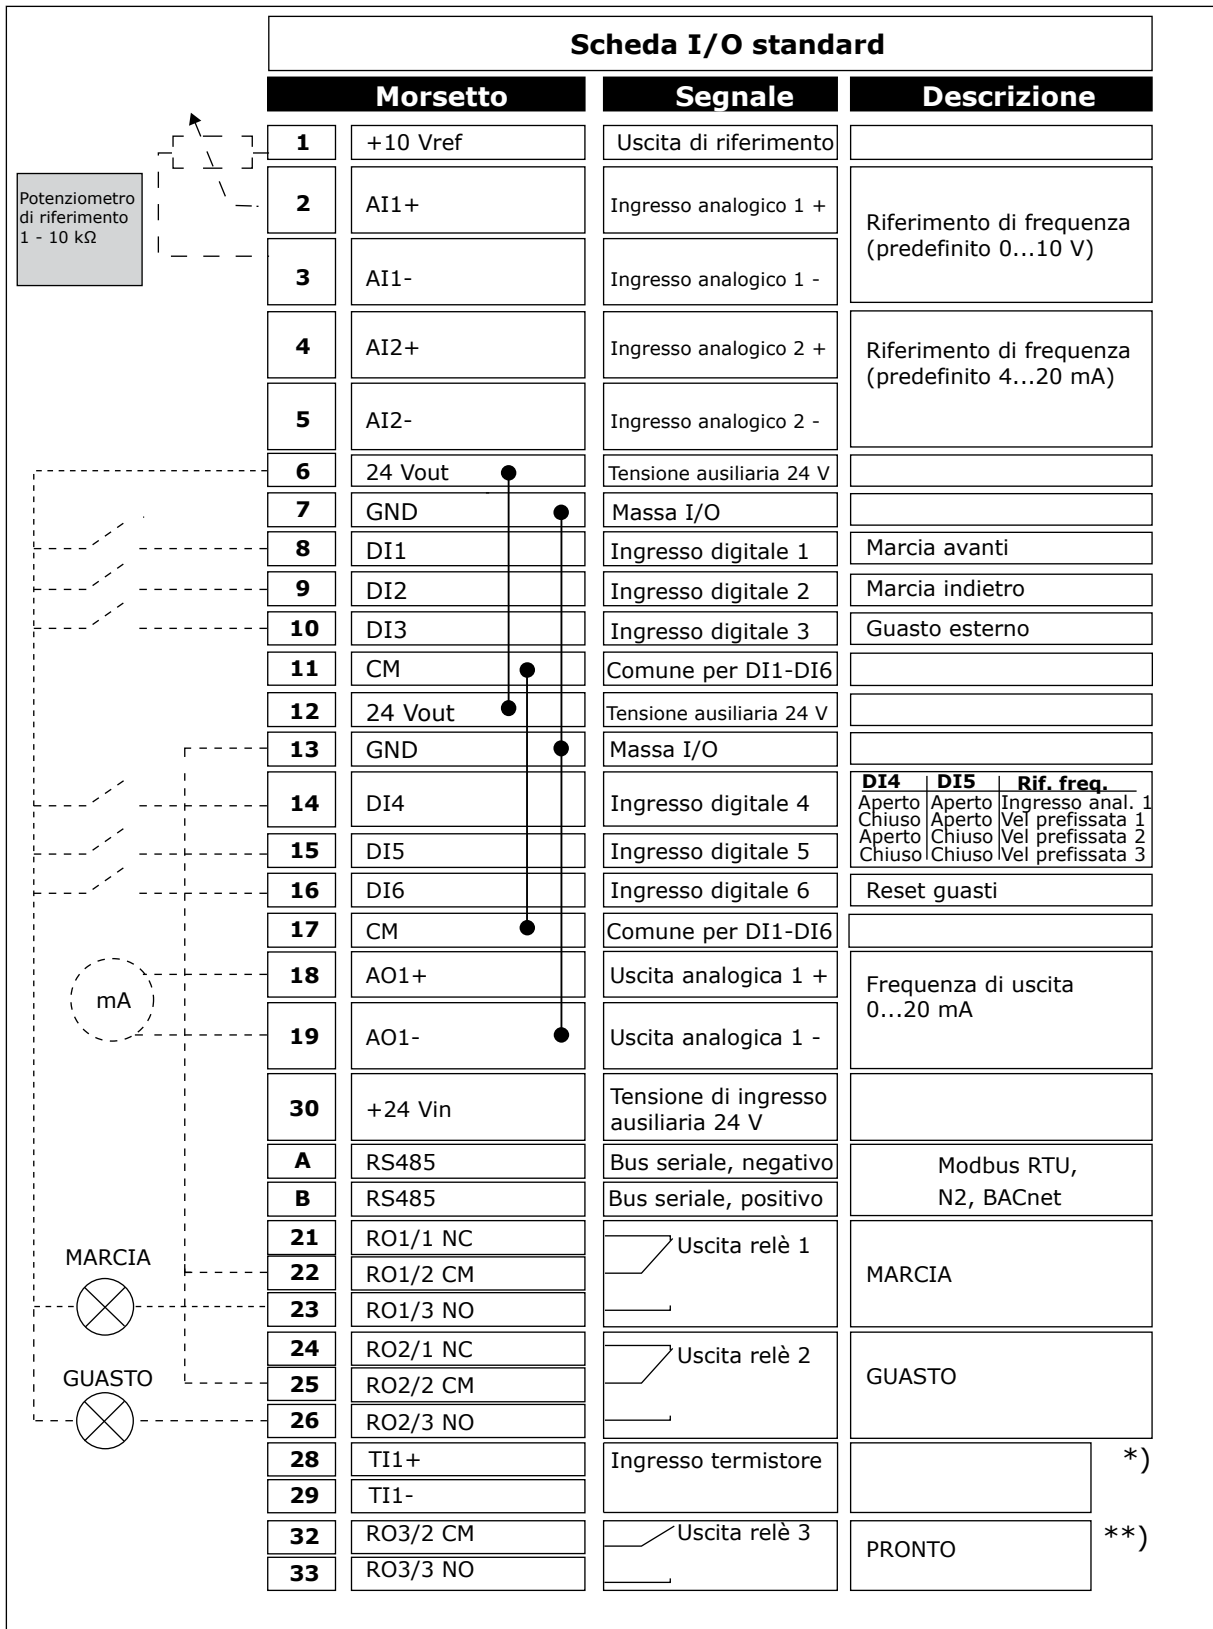 Scheda I/O standard
Morsetto Segnale Descrizione
1 +10 Vref Uscita di riferimento
Potenziometro
di riferimento
1 - 10 kΩ
2 AI1+ Ingresso analogico 1 +
Riferimento di frequenza
(predefinito 0...10 V)
3 AI1- Ingresso analogico 1 -
4 AI2+ Ingresso analogico 2 +
Riferimento di frequenza
(predefinito 4...20 mA)
5 AI2- Ingresso analogico 2 -
6 24 Vout Tensione ausiliaria 24 V
7 GND Massa I/O
8 DI1 Ingresso digitale 1 Marcia avanti
9 DI2 Ingresso digitale 2 Marcia indietro
10 DI3 Ingresso digitale 3 Guasto esterno
11 CM Comune per DI1-DI6
12 24 Vout Tensione ausiliaria 24 V
13 GND Massa I/O
14 DI4 Ingresso digitale 4
DI4 DI5 Rif. freq.
Aperto Aperto Ingresso anal. 1
Chiuso Aperto Vel prefissata 1
Aperto Chiuso Vel prefissata 2
Chiuso Chiuso Vel prefissata 3
15 DI5 Ingresso digitale 5
16 DI6 Ingresso digitale 6 Reset guasti
17 CM Comune per DI1-DI6
mA
18 AO1+ Uscita analogica 1 +
Frequenza di uscita
0...20 mA
19 AO1- Uscita analogica 1 -
30 +24 Vin Tensione di ingresso
ausiliaria 24 V
A RS485 Bus seriale, negativo
Modbus RTU,
N2, BACnet
B RS485 Bus seriale, positivo
21 RO1/1 NC Uscita relè 1
MARCIA
22 RO1/2 CM MARCIA
23 RO1/3 NO
24 RO2/1 NC Uscita relè 2
GUASTO
25 RO2/2 CM GUASTO
26 RO2/3 NO
28 TI1+ Ingresso termistore *)
29 TI1-
32 RO3/2 CM Uscita relè 3 PRONTO **)
33 RO3/3 NO